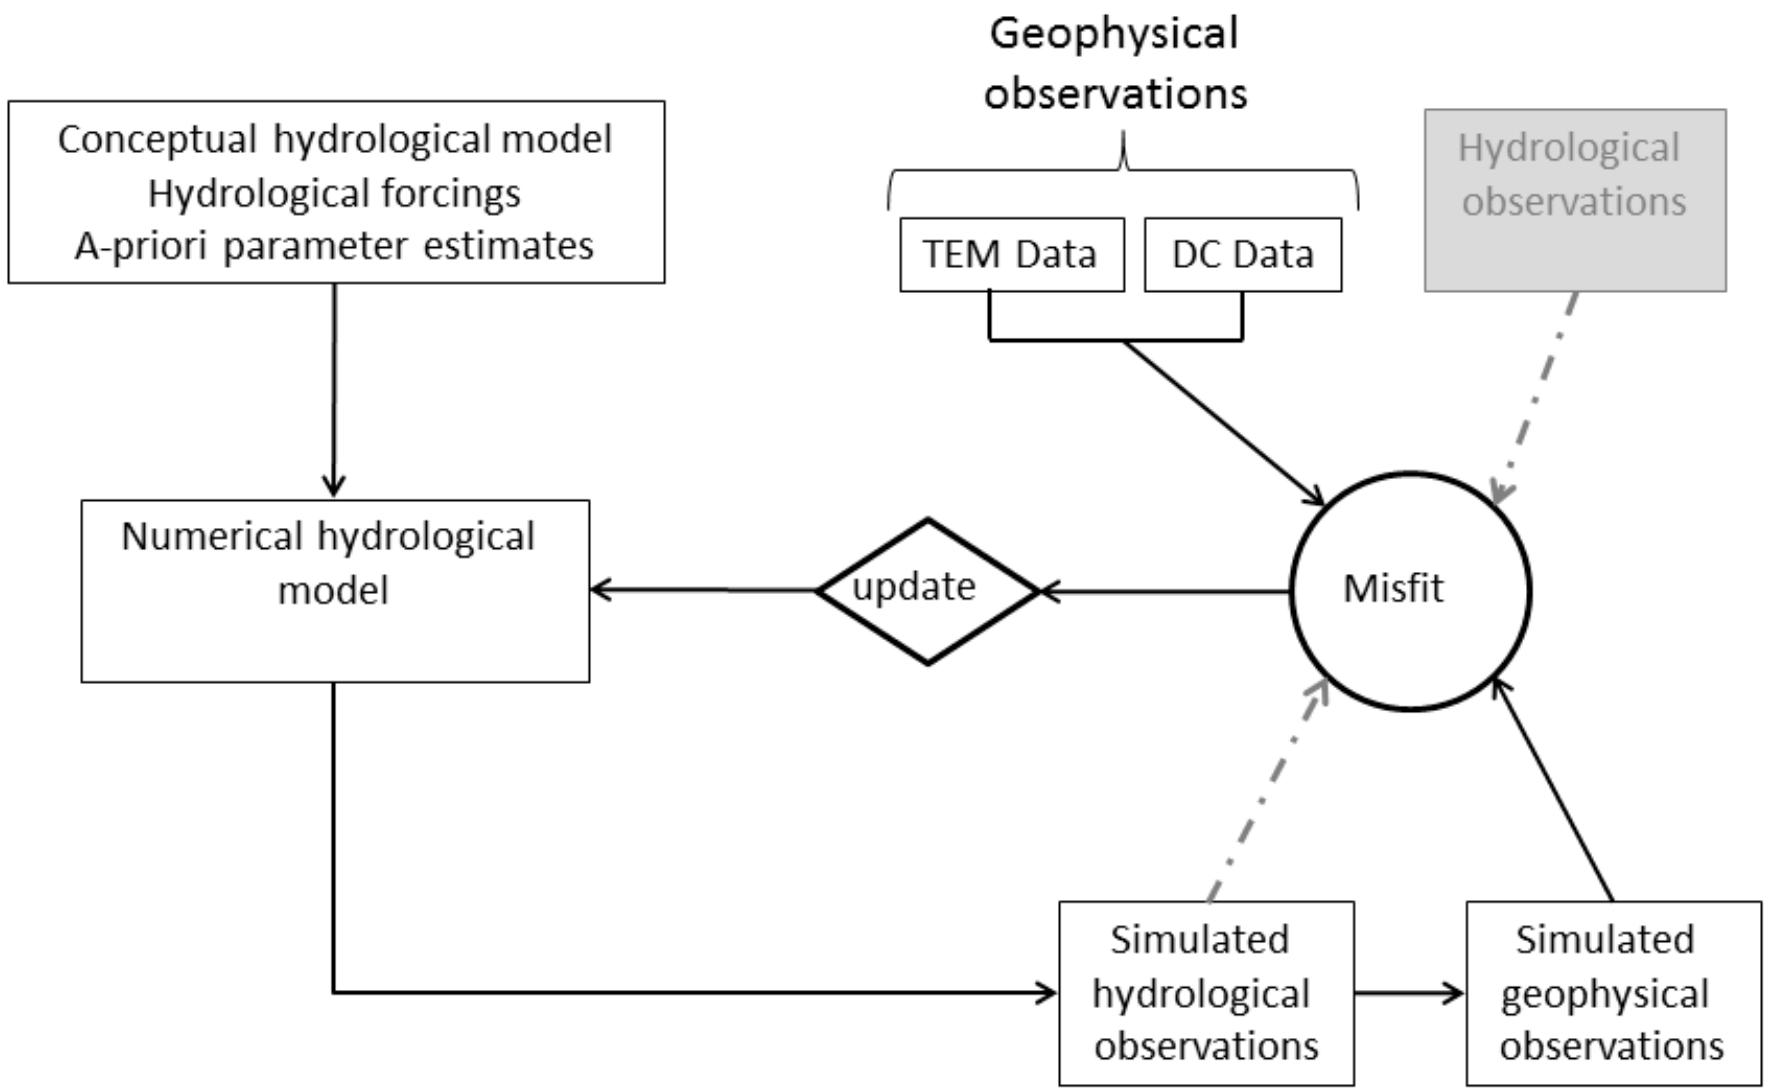 Geophysical
observations
Conceptual hydrological model
Hydrological forcings
A-priori parameter estimates
Hydrological
observations
TEM Data
DC Data
Numerical hydrological
model
update
Misfit
Simulated
hydrological
observations
Simulated
geophysical
observations